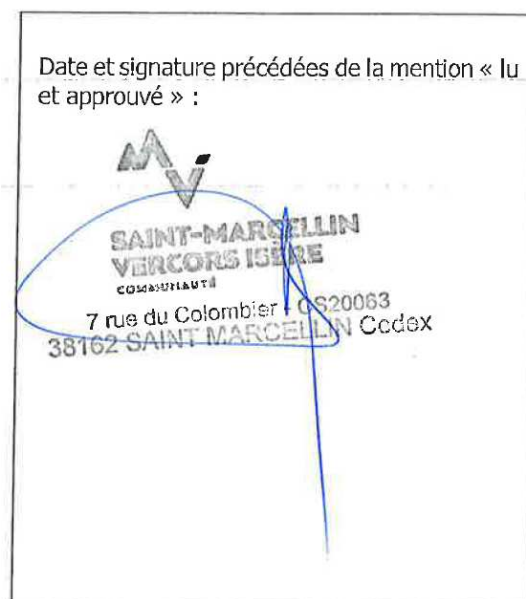 Date et signature précédées de la mention « lu
et approuvé » :
SAINT-MARCELLIN
VERCORS ISÈRE
COMMUNAUTÉ
7 rue du Colombier - CS20063
38162 SAINT MARCELLIN Cedex